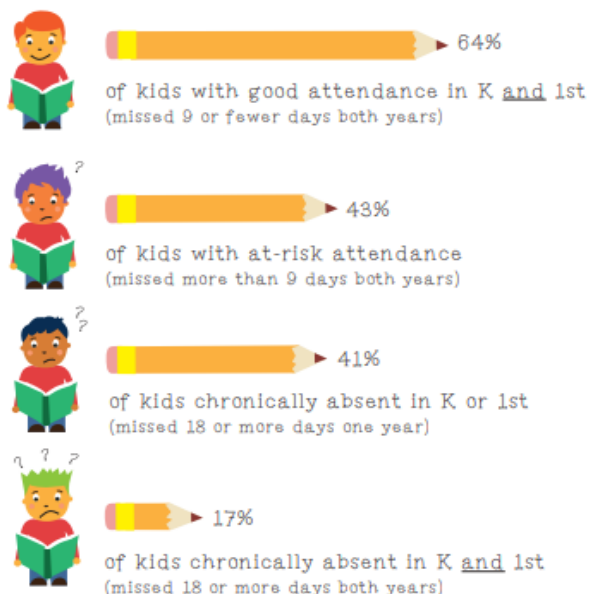 64%
of kids with good attendance in K and 1st
(missed 9 or fewer days both years)
?
43%
of kids with at-risk attendance
(missed more than 9 days both years)
?
?
41%
of kids chronically absent in K or 1st
(missed 18 or more days one year)
? ? ?
17%
of kids chronically absent in K and 1st
(missed 18 or more days both years)